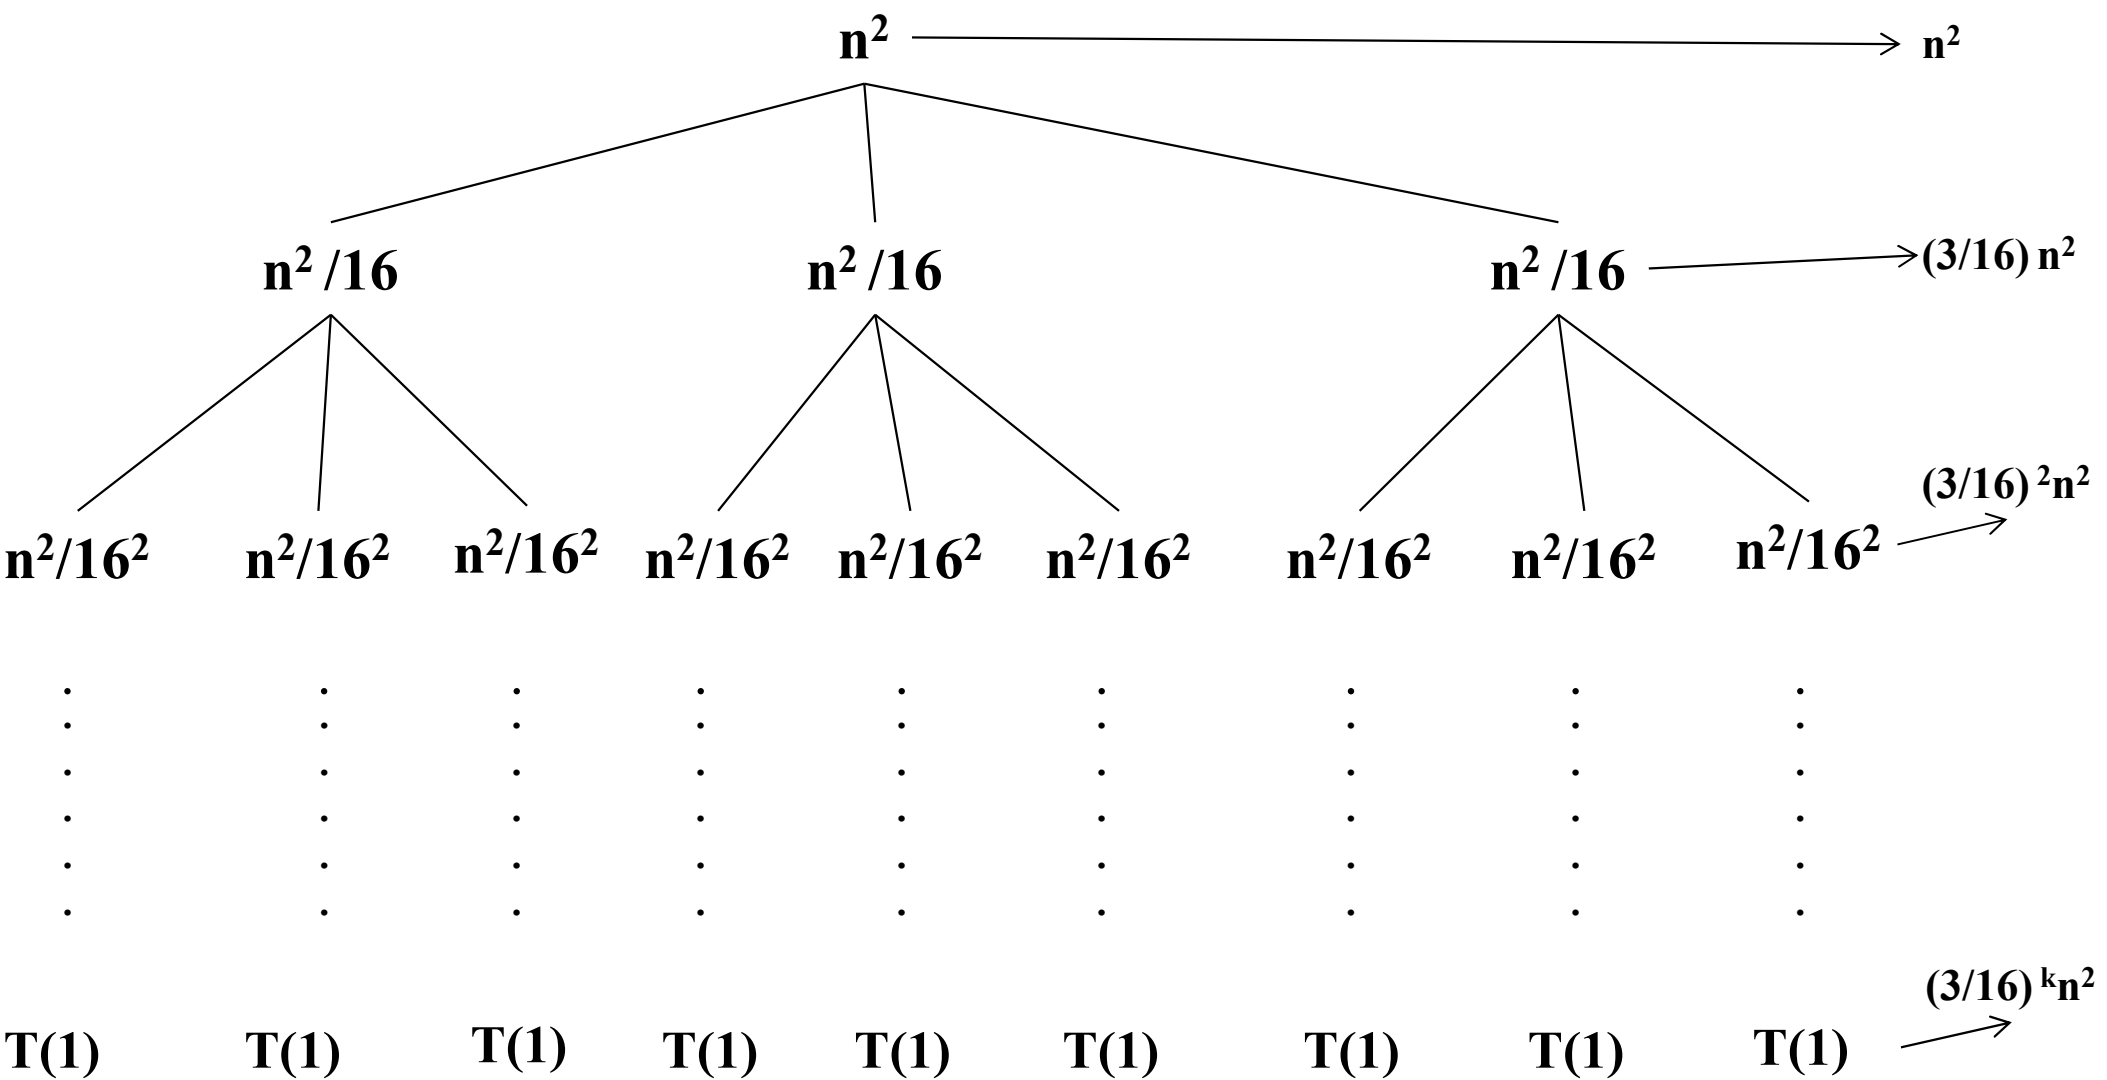 n² n²
n² /16 n² /16 n² /16 (3/16) n²
(3/16) ²n²
n²/16² n²/16² n²/16² n²/16² n²/16² n²/16² n²/16² n²/16² n²/16²
(3/16) ᵏn²
T(1) T(1) T(1) T(1) T(1) T(1) T(1) T(1) T(1)